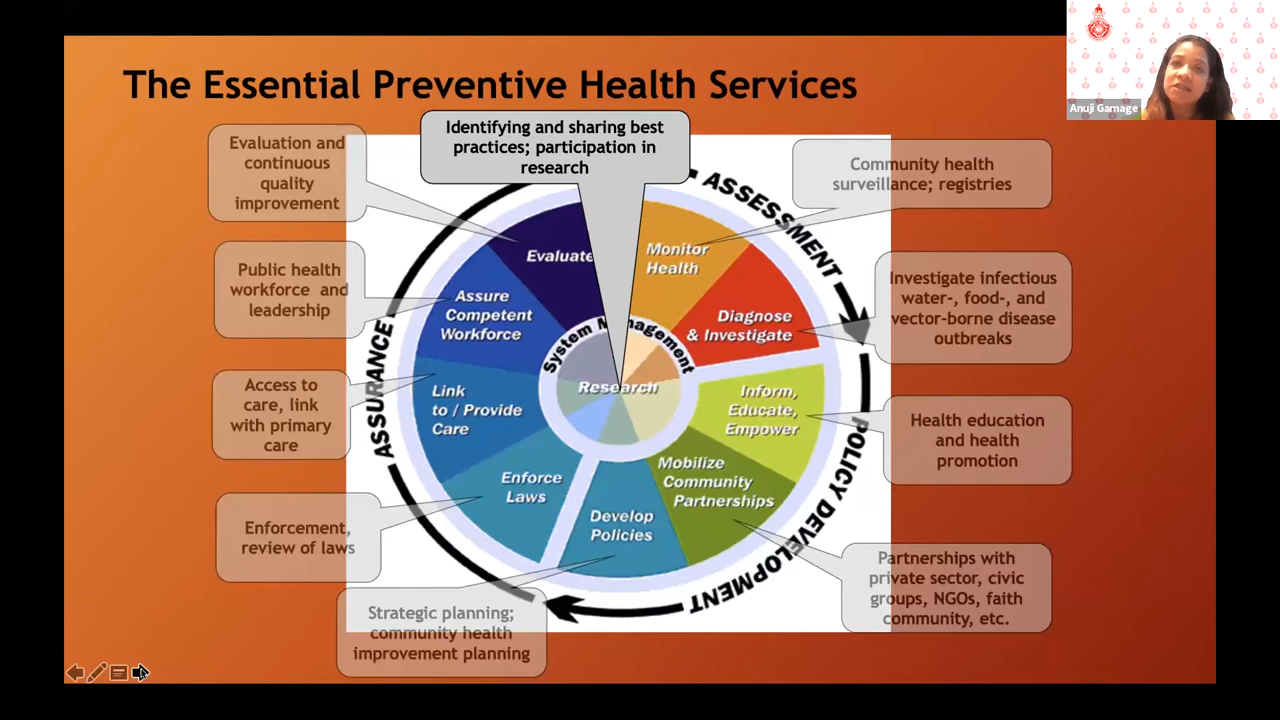 The Essential Preventive Health Services
Anuji Gamage
Identifying and sharing best
practices; participation in
research
Evaluation and
continuous
quality
improvement
Public health
workforce and
leadership
Access to
care, link
with primary
care
Enforcement,
review of laws
Strategic planning;
community health
improvement planning
Community health
surveillance; registries
Investigate infectious
water-, food-, and
vector-borne disease
outbreaks
Health education
and health
promotion
Partnerships with
private sector, civic
groups, NGOs, faith
community, etc.
ASSESSMENT
POLICY DEVELOPMENT
ASSURANCE
Evaluate
Monitor
Health
Diagnose
& Investigate
Inform,
Educate,
Empower
Mobilize
Community
Partnerships
Develop
Policies
Enforce
Laws
Link
to / Provide
Care
Assure
Competent
Workforce
System Management
Research